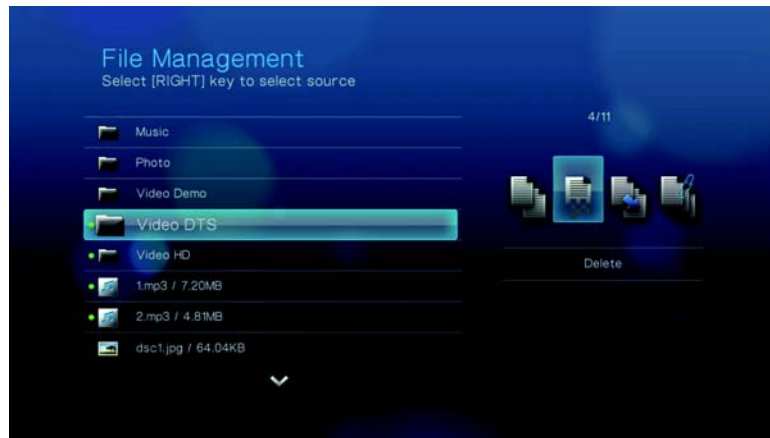 File Management
Select [RIGHT] key to select source
4/11
Music
Photo
Video Demo
Video DTS
Video HD
1.mp3 / 7.20MB
2.mp3 / 4.81MB
dsc1.jpg / 64.04KB
Delete